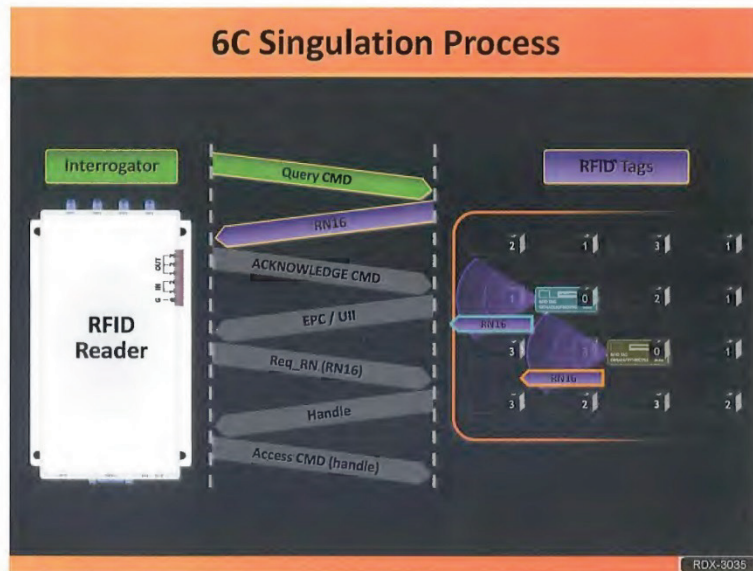 6C Singulation Process
Interrogator
Query CMD
RFID Tags
RN16
ACKNOWLEDGE CMD
EPC / UII
Req_RN (RN16)
Handle
Access CMD (handle)
RFID
Reader
OUT
IN
G
2 1 3 1
1 0 2 1
RN16
3 3 0 1
RN16
3 2 3 2
RDX-3035